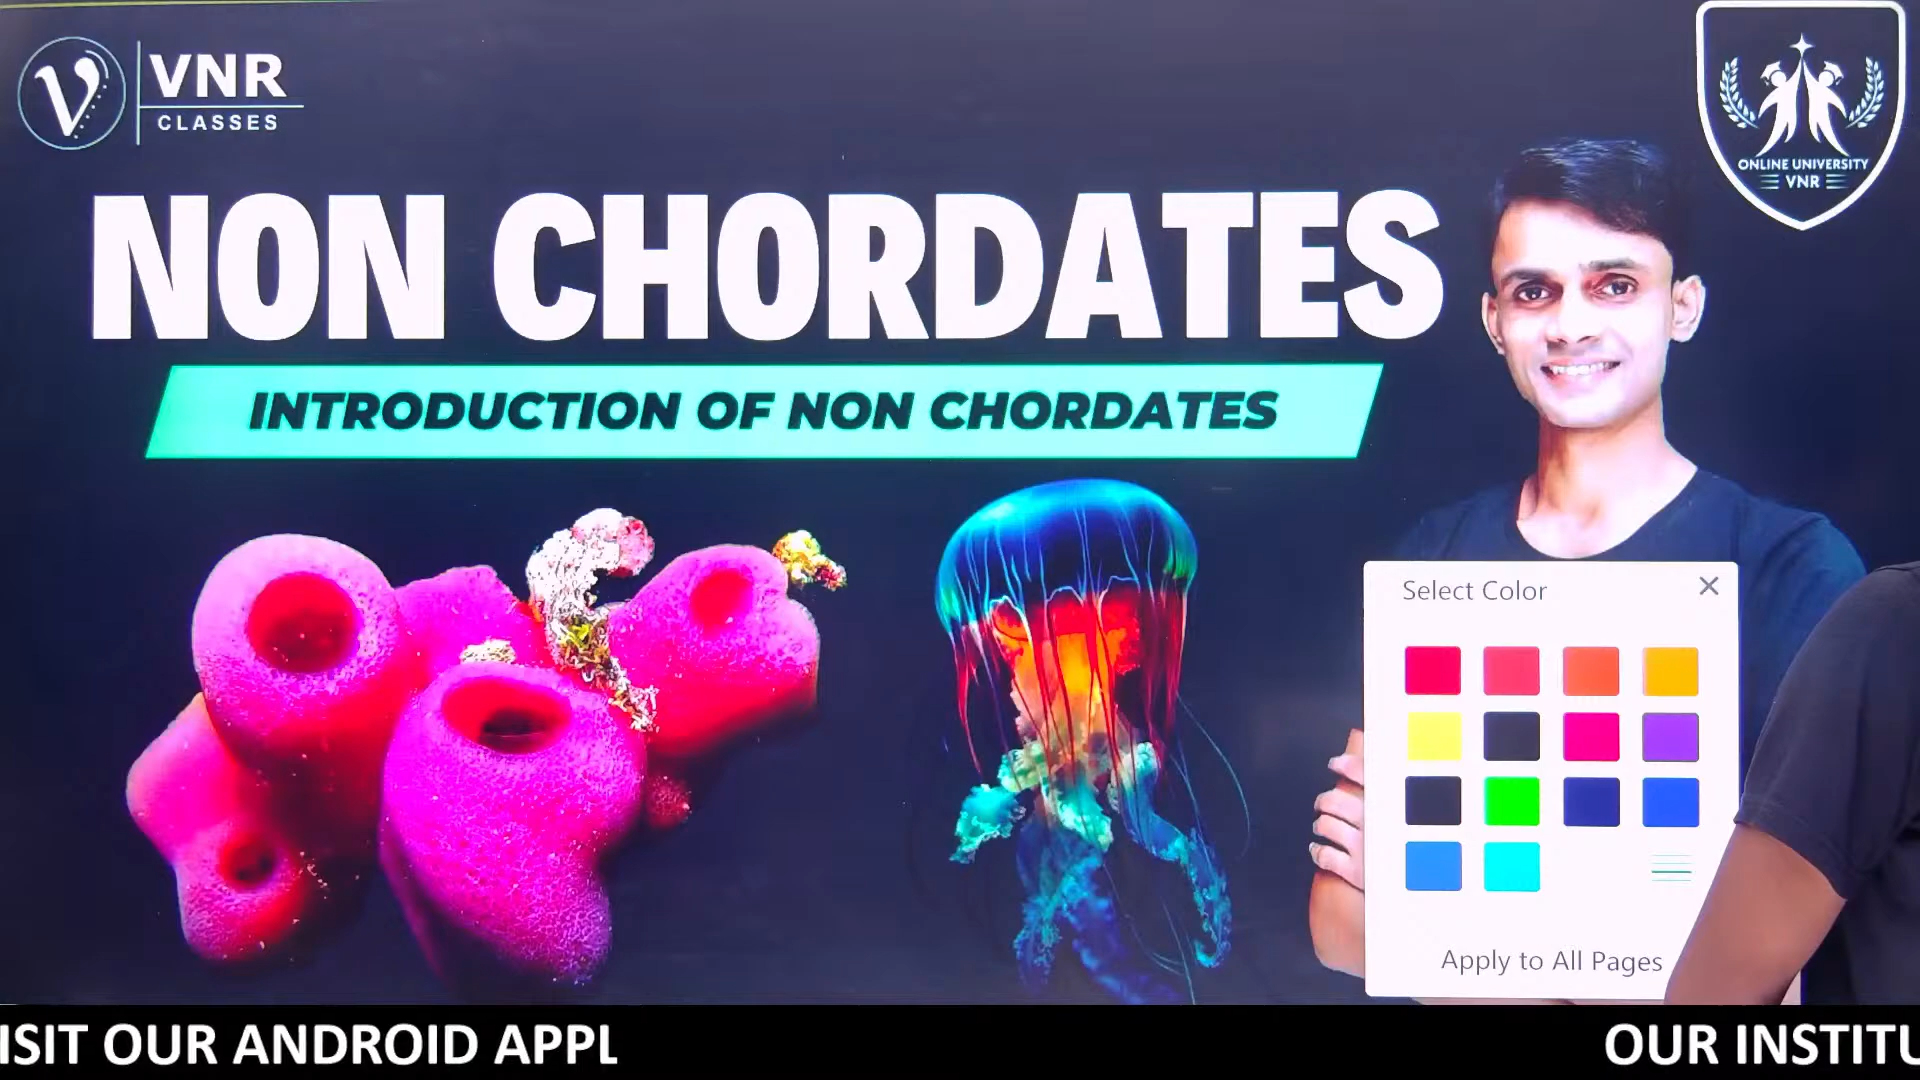 VNR
CLASSES
ONLINE UNIVERSITY
VNR
NON CHORDATES
INTRODUCTION OF NON CHORDATES
Select Color
Apply to All Pages
ISIT OUR ANDROID APPL
OUR INSTITU